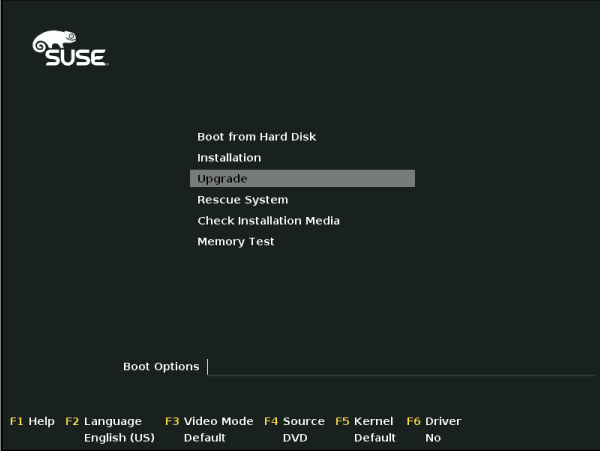 SUSE
Boot from Hard Disk
Installation
Upgrade
Rescue System
Check Installation Media
Memory Test
Boot Options
F1 Help F2 Language F3 Video Mode F4 Source F5 Kernel F6 Driver
English (US) Default DVD Default No